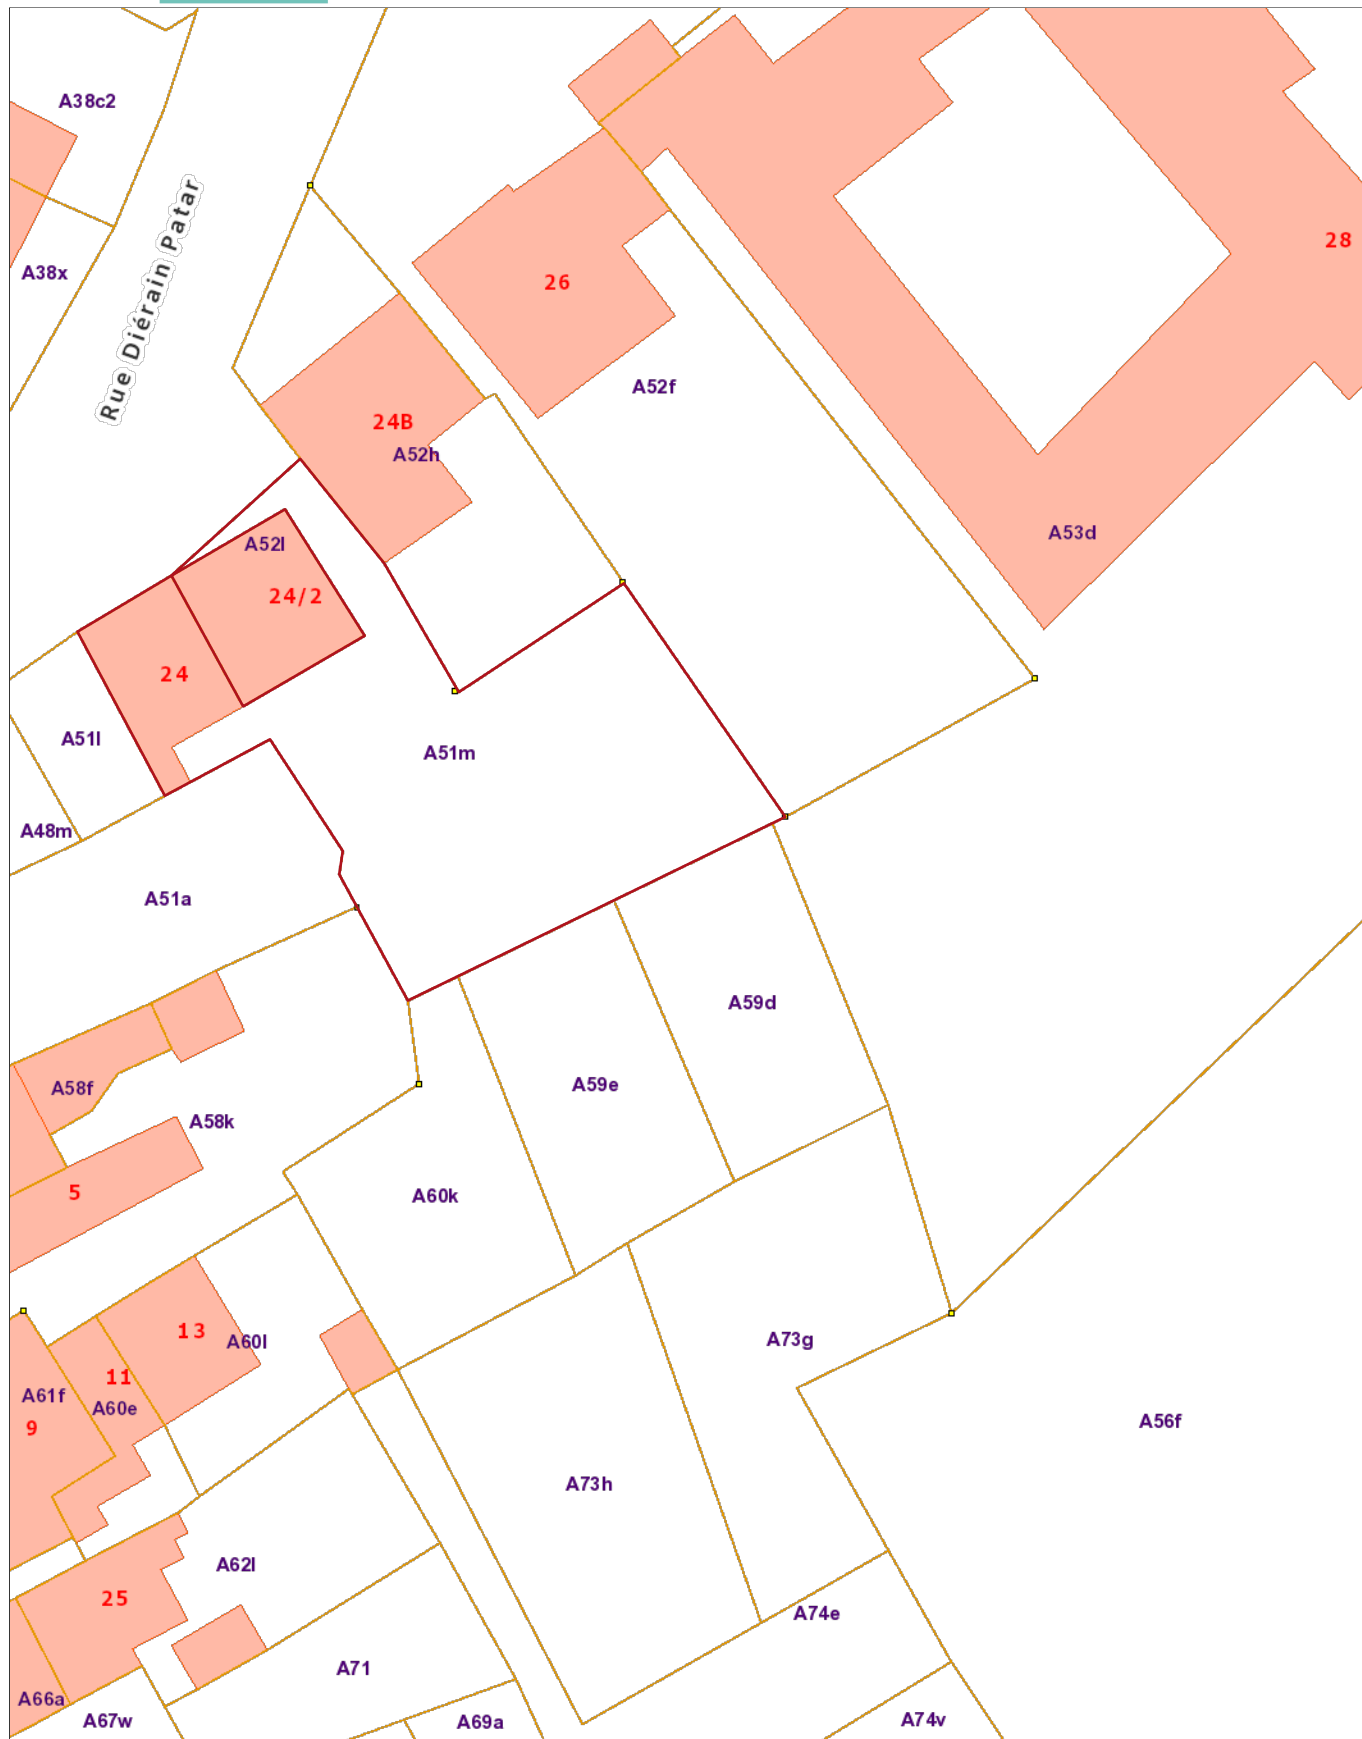 A38c2
Rue Diérain Patar
28
A38x
26
A52f
24B
A52h
A53d
A52l
24/2
24
A51l
A51m
A48m
A51a
A59d
A59e
A58f
A58k
5
A60k
13
A60l
A73g
11
A61f
A60e
9
A56f
A73h
A62l
25
A74e
A71
A66a
A67w
A69a
A74v